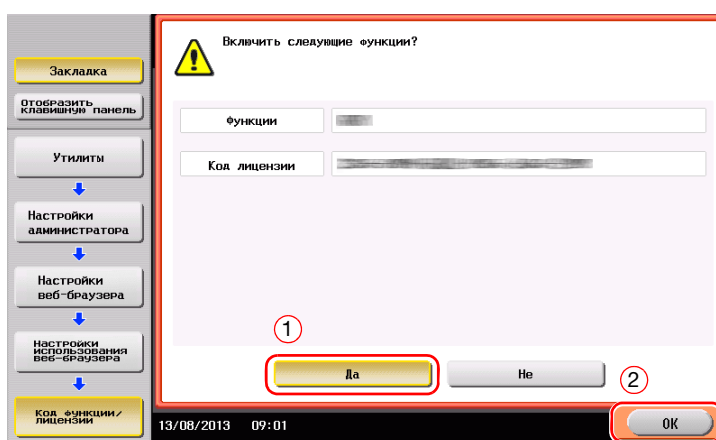 Включить следующие функции?
Закладка
Отобразить
клавишную панель
Функции
Утилиты
Код лицензии
Настройки
администратора
Настройки
веб-браузера
①
Настройки
использования
веб-браузера
Да
Не
②
Код функции/
лицензии
13/08/2013 09:01
OK